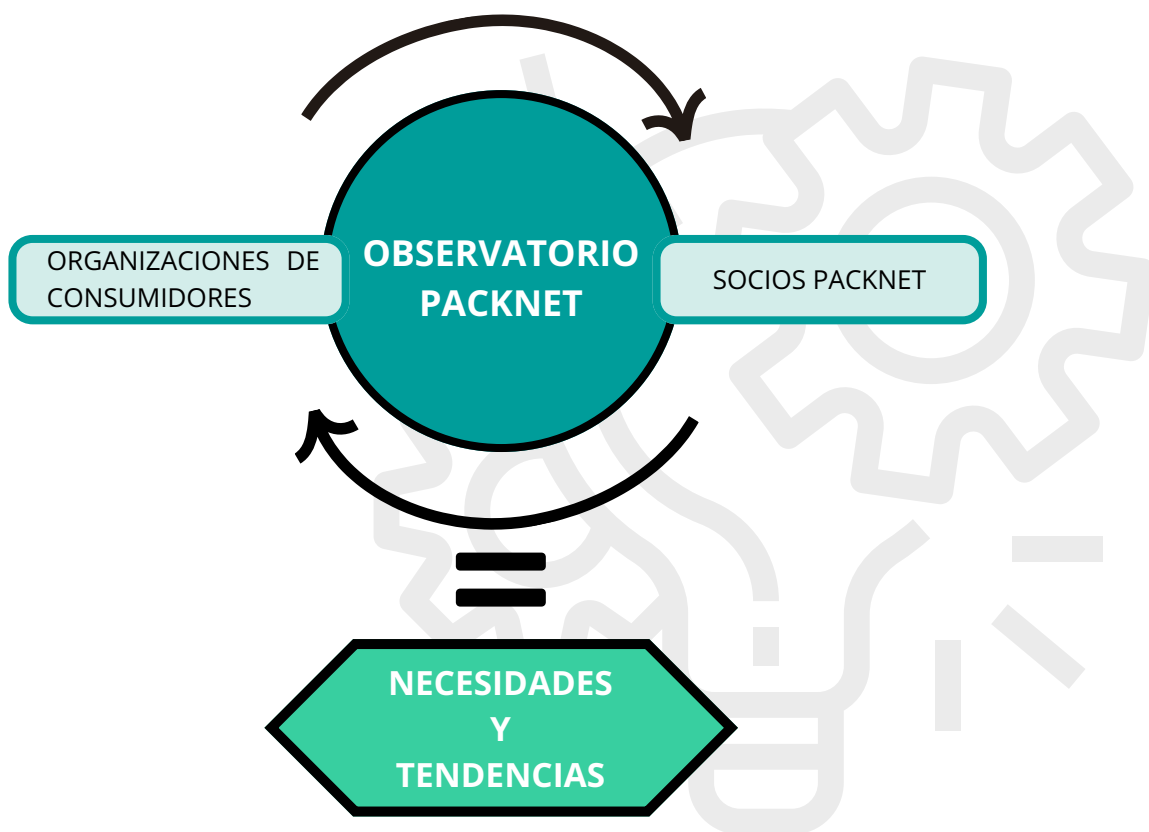 OBSERVATORIO
PACKNET
ORGANIZACIONES DE
CONSUMIDORES
SOCIOS PACKNET
NECESIDADES
Y
TENDENCIAS